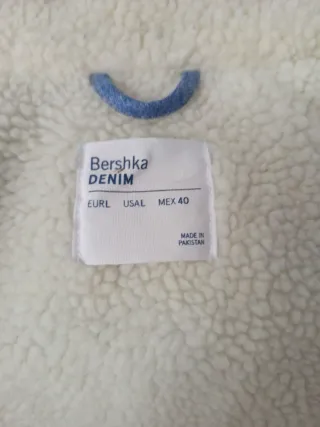 Bershka
DENIM
EUR L USA L MEX 40
MADE IN
PAKISTAN